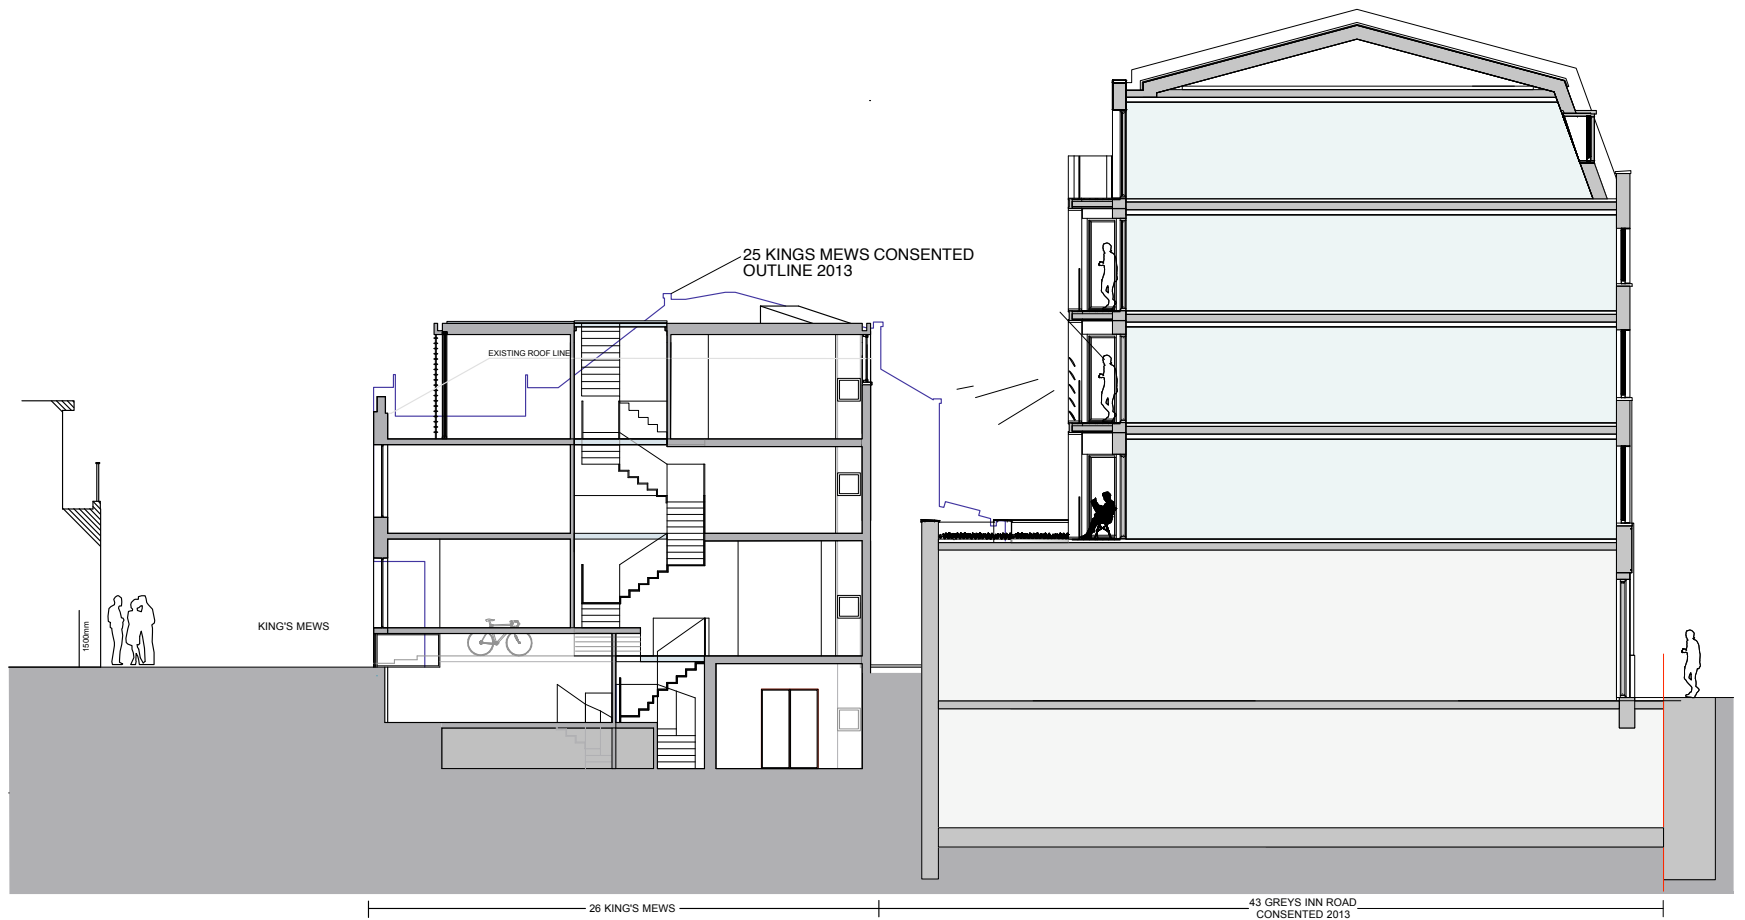 25 KINGS MEWS CONSENTED
OUTLINE 2013
EXISTING ROOF LINE
KING'S MEWS
1500mm
26 KING'S MEWS
43 GREYS INN ROAD
CONSENTED 2013